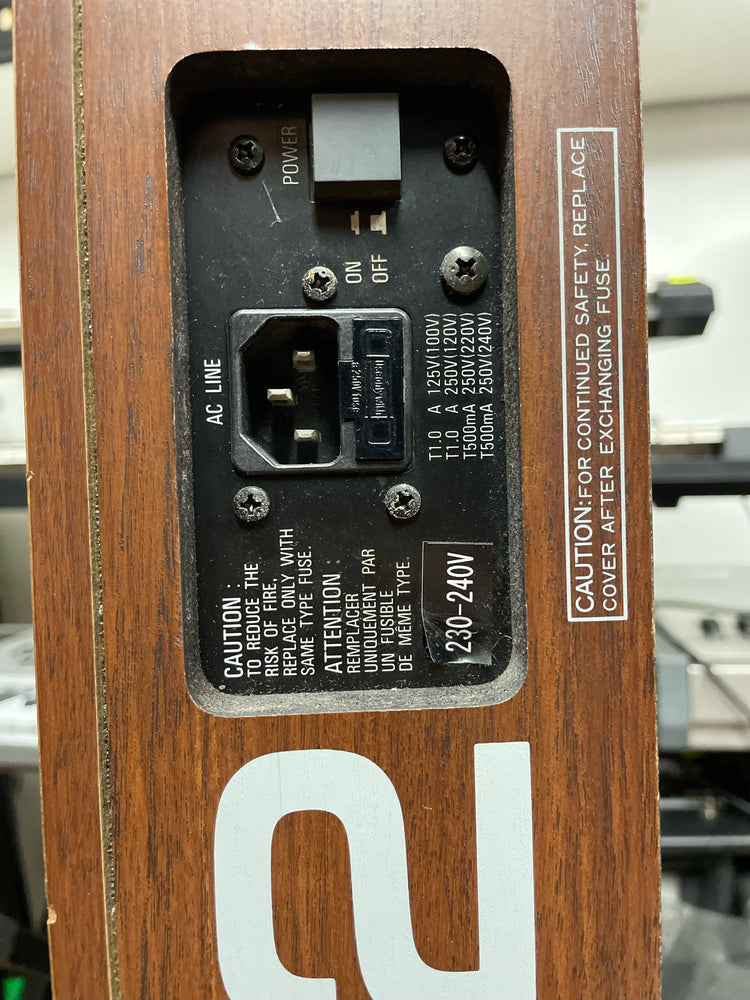 POWER
ON
OFF
AC LINE
T1.0 A 125V(100V)
T1.0 A 250V(120V)
T500mA 250V(220V)
T500mA 250V(240V)
CAUTION :
TO REDUCE THE
RISK OF FIRE,
REPLACE ONLY WITH
SAME TYPE FUSE.
ATTENTION :
REMPLACER
UNIQUEMENT PAR
UN FUSIBLE
DE MÊME TYPE.
230-240V
CAUTION:FOR CONTINUED SAFETY, REPLACE
COVER AFTER EXCHANGING FUSE.
2